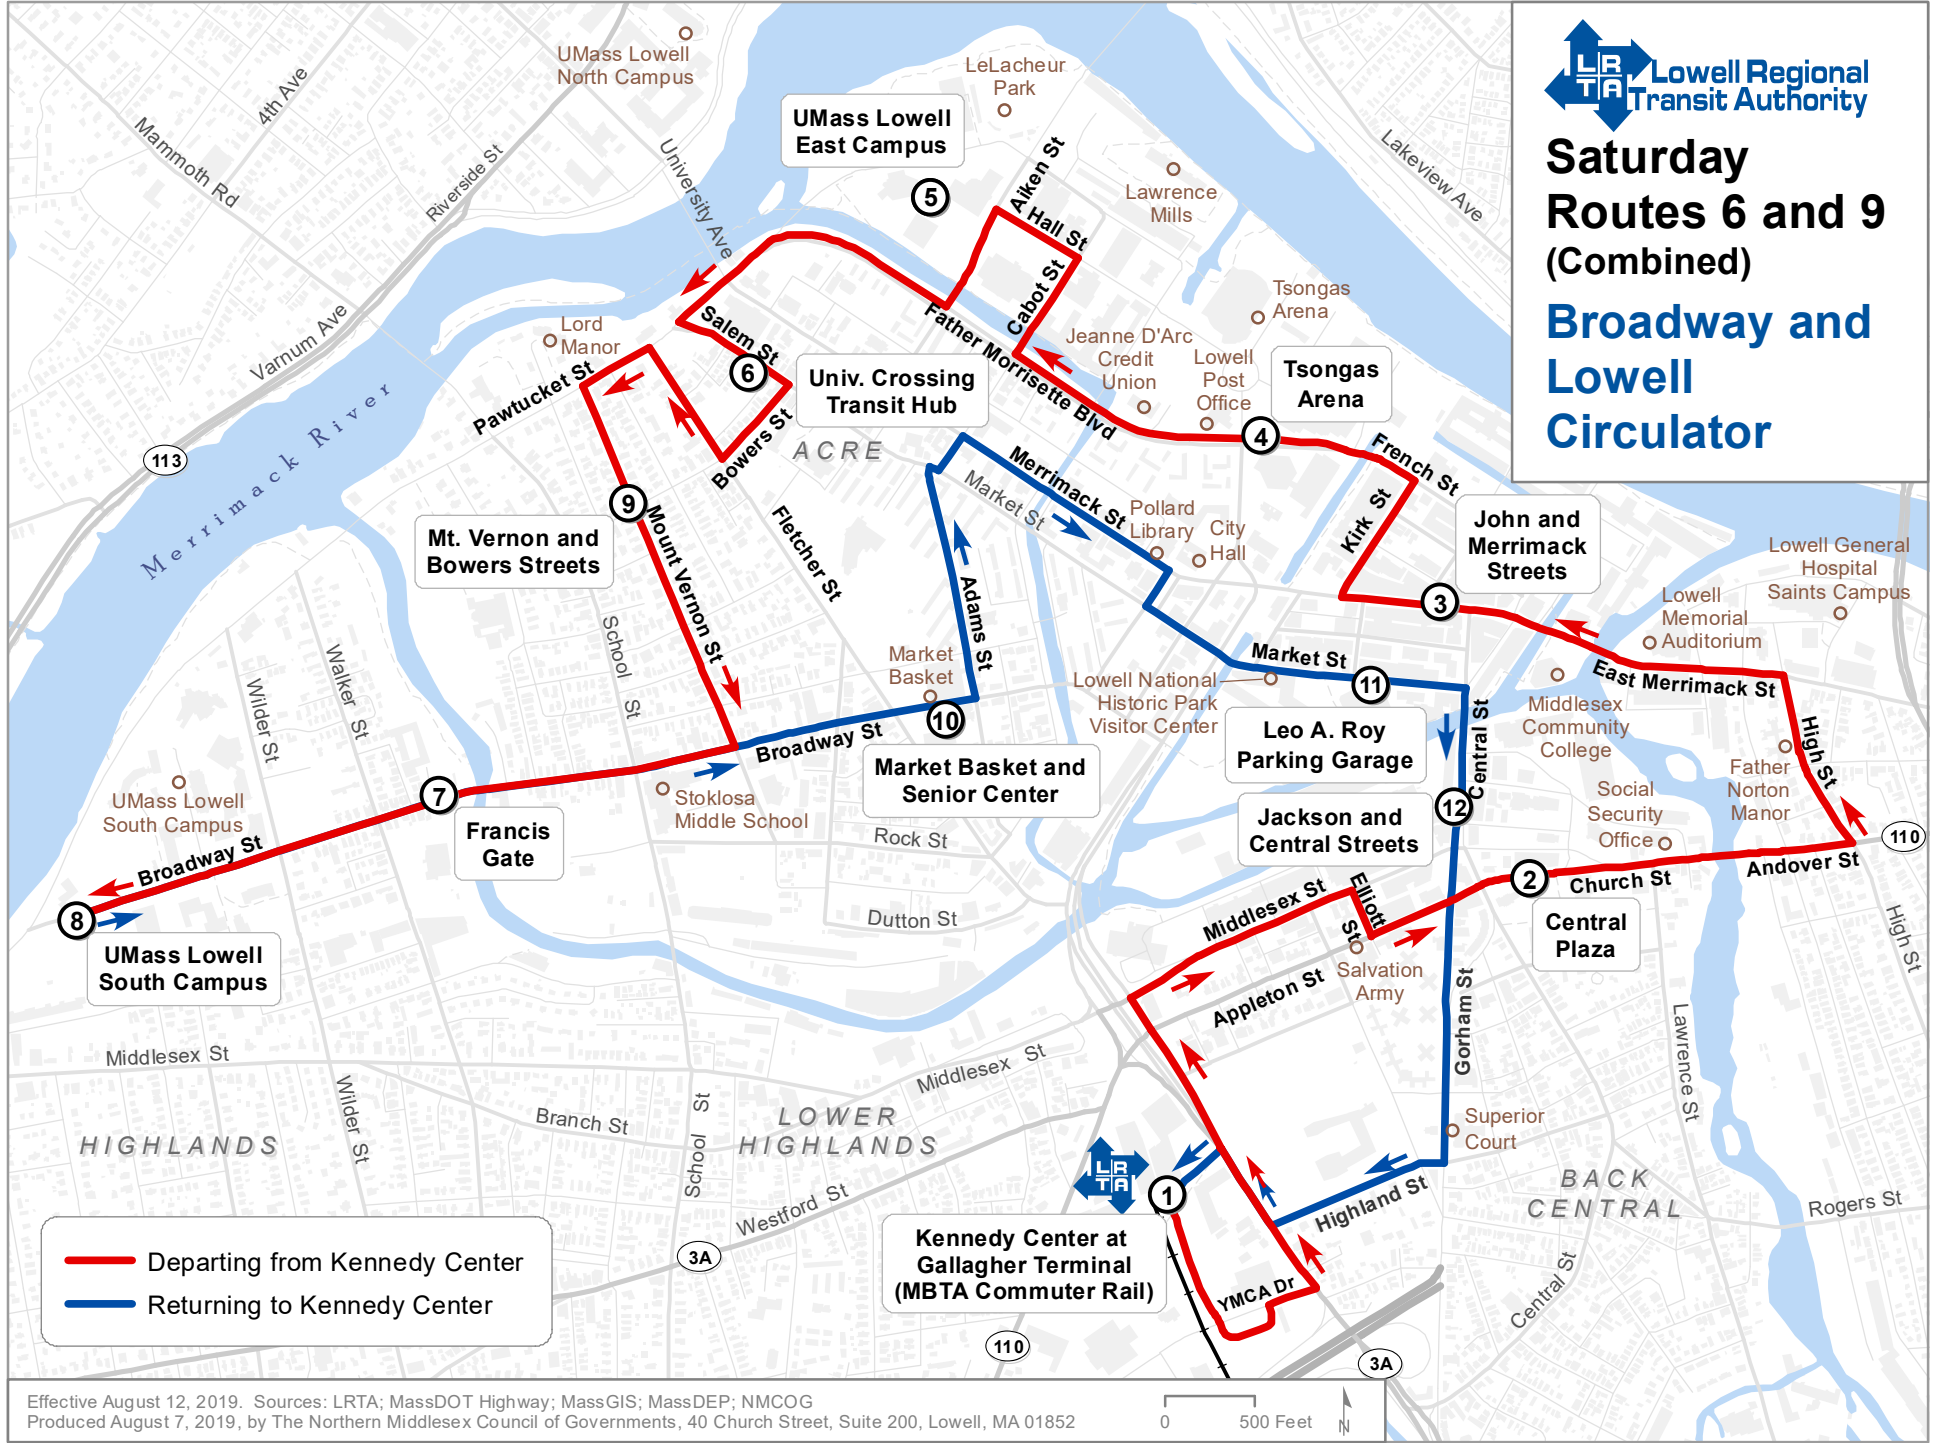 L R
T A
Lowell Regional
Transit Authority
Saturday
Routes 6 and 9
(Combined)
Broadway and
Lowell
Circulator
UMass Lowell
North Campus
4th Ave
Mammoth Rd
Riverside St
University Ave
UMass Lowell
East Campus
5
LeLacheur
Park
Aiken St
Hall St
Cabot St
Lawrence
Mills
Lakeview Ave
Tsongas
Arena
Varnum Ave
Merrimack River
113
Lord
Manor
Pawtucket St
Salem St
6
Bowers St
Univ. Crossing
Transit Hub
Father Morrisette Blvd
Jeanne D'Arc
Credit
Union
Lowell
Post
Office
Tsongas
Arena
4
ACRE
French St
Kirk St
9
Mt. Vernon and
Bowers Streets
Mount Vernon St
Fletcher St
Merrimack St
Market St
Pollard
Library
City
Hall
John and
Merrimack
Streets
3
Lowell General
Hospital
Saints Campus
Lowell
Memorial
Auditorium
East Merrimack St
Adams St
School St
Walker St
Wilder St
Market
Basket
10
Broadway St
Market Basket and
Senior Center
Market St
11
Lowell National
Historic Park
Visitor Center
Leo A. Roy
Parking Garage
Central St
Middlesex
Community
College
High St
Father
Norton
Manor
Social
Security
Office
12
Jackson and
Central Streets
110
UMass Lowell
South Campus
Broadway St
7
Francis
Gate
Stoklosa
Middle School
Rock St
Dutton St
8
UMass Lowell
South Campus
Middlesex St
Elliott
St
2
Church St
Andover St
Central
Plaza
Salvation
Army
Appleton St
High St
Gorham St
Lawrence St
Middlesex St
Wilder St
Branch St
School St
Middlesex St
HIGHLANDS
LOWER
HIGHLANDS
Westford St
3A
L R
T A
1
Kennedy Center at
Gallagher Terminal
(MBTA Commuter Rail)
YMCA Dr
Highland St
Superior
Court
BACK
CENTRAL
Rogers St
Central St
110
3A
Departing from Kennedy Center
Returning to Kennedy Center
Effective August 12, 2019. Sources: LRTA; MassDOT Highway; MassGIS; MassDEP; NMCOG
Produced August 7, 2019, by The Northern Middlesex Council of Governments, 40 Church Street, Suite 200, Lowell, MA 01852
0 500 Feet
N